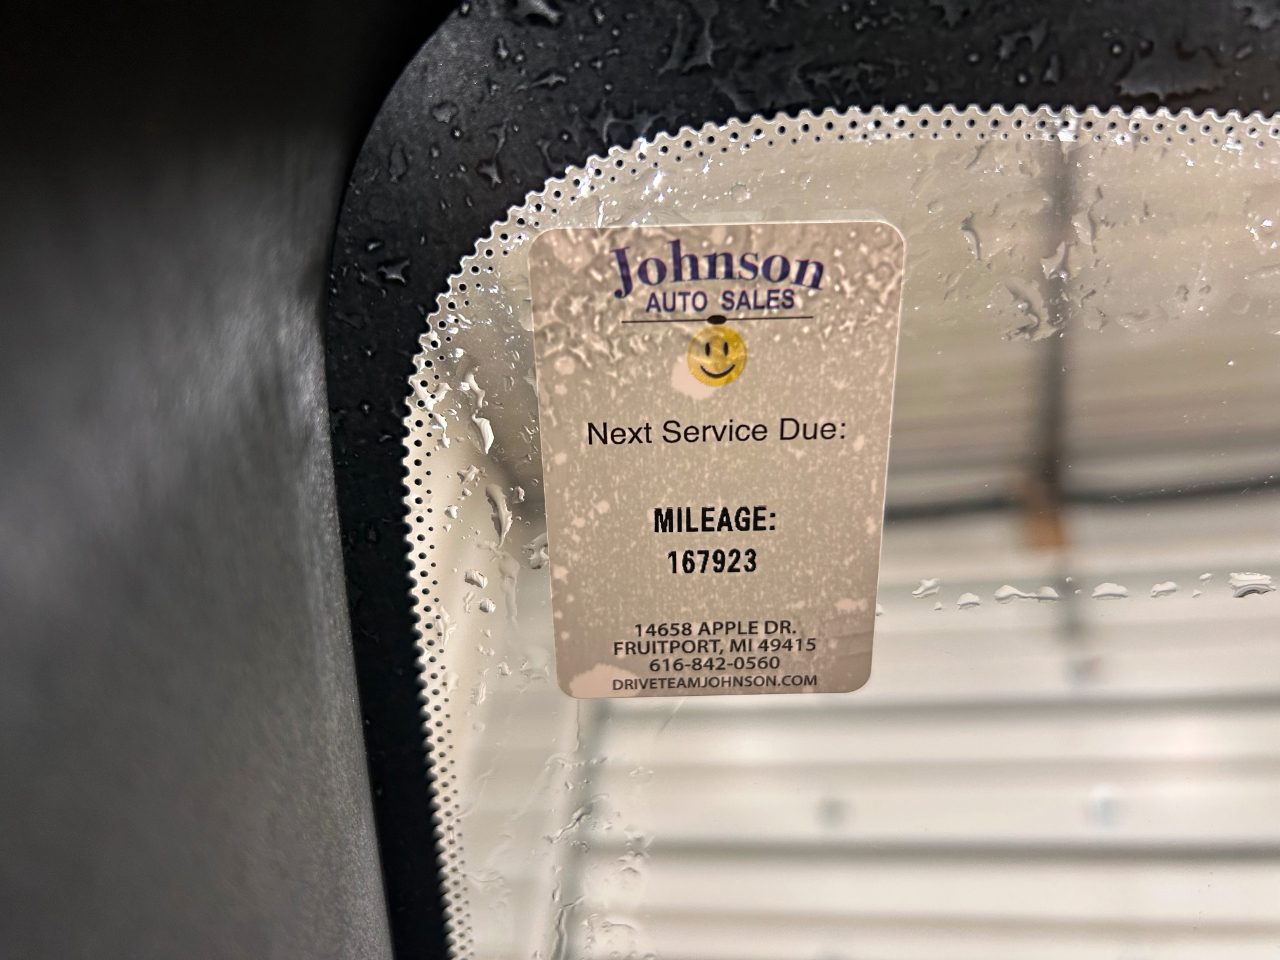 Johnson
AUTO SALES
Next Service Due:
MILEAGE:
167923
14658 APPLE DR.
FRUITPORT, MI 49415
616-842-0560
DRIVETEAMJOHNSON.COM